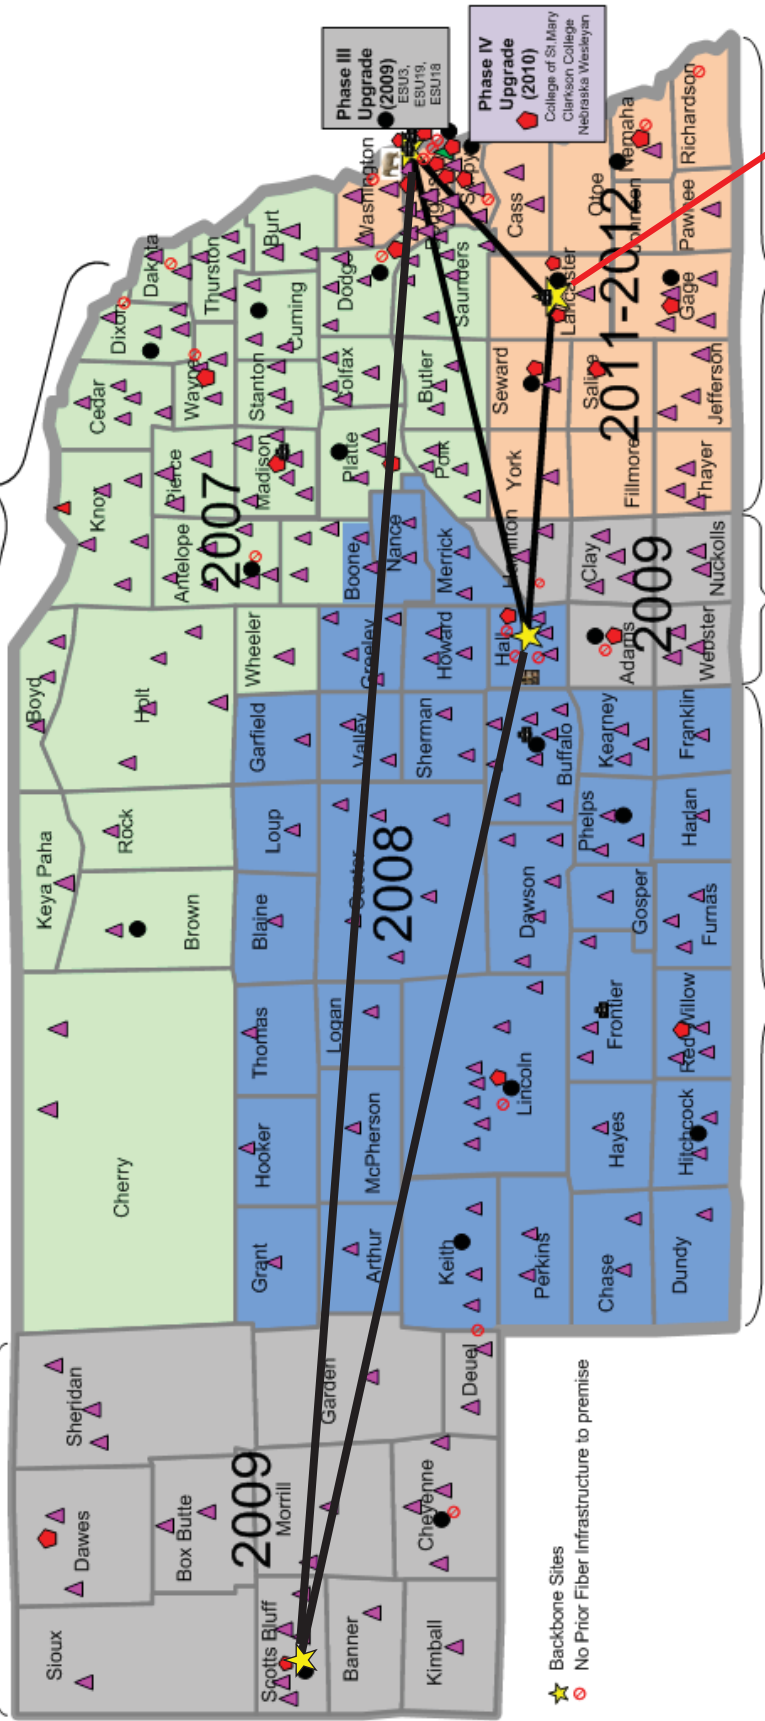 Phase III
Upgrade
(2009)
ESU3,
ESU19,
ESU18
Phase IV
Upgrade
(2010)
College of St.Mary
Clarkson College
Nebraska Wesleyan
Sioux
Dawes
Sheridan
Box Butte
2009
Scotts Bluff
Morrill
Garden
Banner
Kimball
Cheyenne
Deuel
Cherry
Keya Paha
Boyd
Brown
Rock
Holt
Knox
Cedar
Dixon
Dakota
Antelope
Pierce
Wayne
Thurston
2007
Madison
Stanton
Cuming
Burt
Wheeler
Platte
Colfax
Dodge
Washington
Polk
Butler
Saunders
Grant
Hooker
Thomas
Blaine
Loup
Garfield
Arthur
McPherson
Logan
Custer
Valley
Greeley
Boone
Nance
2008
Sherman
Howard
Merrick
Keith
Lincoln
Dawson
Buffalo
Hall
Perkins
Chase
Hayes
Frontier
Gosper
Phelps
Kearney
Dundy
Hitchcock
Red Willow
Furnas
Harlan
Franklin
Hamilton
Clay
Adams
2009
Webster
Nuckolls
York
Seward
Lancaster
Cass
Otoe
Fillmore
Saline
2011-2012
Johnson
Nemaha
Thayer
Jefferson
Gage
Pawnee
Richardson
Backbone Sites
No Prior Fiber Infrastructure to premise